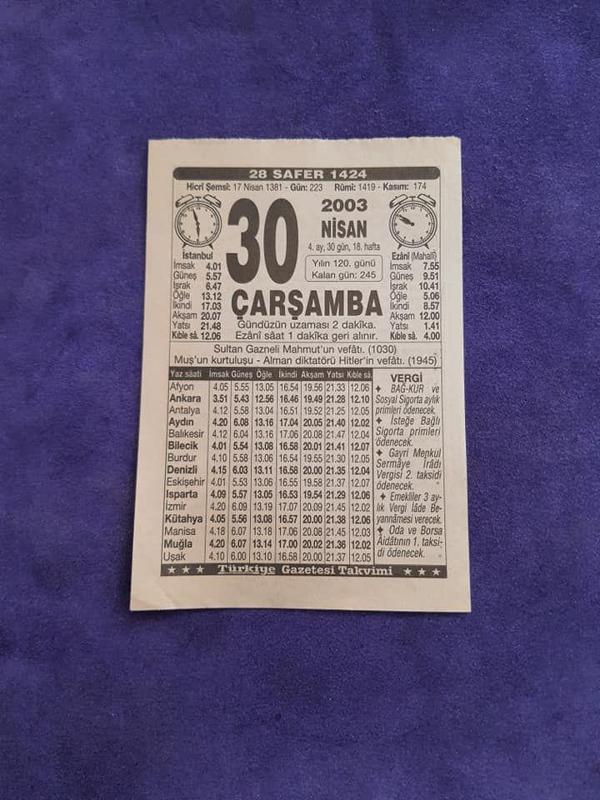 28 SAFER 1424
Hicrî Şemsî: 17 Nisan 1381 - Gün: 223 Rûmî: 1419 - Kasım: 174
30
2003
NİSAN
4. ay, 30 gün, 18. hafta
Yılın 120. günü
Kalan gün: 245
ÇARŞAMBA
Gündüzün uzaması 2 dakîka.
Ezânî sâat 1 dakîka geri alınır.
İstanbul
İmsak 4.01
Güneş 5.57
İşrak 6.47
Öğle 13.12
İkindi 17.03
Akşam 20.07
Yatsı 21.48
Kıble sâ. 12.06
Ezânî (Mahallî)
İmsak 7.55
Güneş 9.51
İşrak 10.41
Öğle 5.06
İkindi 8.57
Akşam 12.00
Yatsı 1.41
Kıble sâ. 4.00
Sultan Gazneli Mahmut'un vefâtı. (1030)
Muş'un kurtuluşu - Alman diktatörü Hitler'in vefâtı. (1945)
Yaz sâati İmsak Güneş Öğle İkindi Akşam Yatsı Kıble sâ.
Afyon 4.05 5.55 13.05 16.54 19.56 21.33 12.06
Ankara 3.51 5.43 12.56 16.46 19.49 21.28 12.10
Antalya 4.12 5.58 13.04 16.51 19.52 21.25 12.05
Aydın 4.20 6.08 13.16 17.04 20.05 21.40 12.02
Balıkesir 4.12 6.04 13.16 17.06 20.08 21.47 12.04
Bilecik 4.01 5.54 13.08 16.58 20.01 21.41 12.07
Burdur 4.10 5.58 13.06 16.54 19.55 21.30 12.05
Denizli 4.15 6.03 13.11 16.58 20.00 21.35 12.04
Eskişehir 4.01 5.53 13.06 16.55 19.58 21.37 12.07
Isparta 4.09 5.57 13.05 16.53 19.54 21.29 12.06
İzmir 4.20 6.09 13.19 17.07 20.09 21.45 12.02
Kütahya 4.05 5.56 13.08 16.57 20.00 21.38 12.06
Manisa 4.18 6.07 13.18 17.06 20.08 21.45 12.03
Muğla 4.20 6.07 13.14 17.00 20.02 21.36 12.02
Uşak 4.10 6.00 13.10 16.58 20.00 21.37 12.05
VERGİ
✦ BAĞ-KUR ve
Sosyal Sigorta aylık
primleri ödenecek.
✦ İsteğe Bağlı
Sigorta primleri
ödenecek.
✦ Gayri Menkul
Sermâye İrâdı
Vergisi 2. taksidi
ödenecek.
✦ Emekliler 3 ay-
lık Vergi İâde Be-
yannâmesi verecek.
✦ Oda ve Borsa
Aidâtının 1. taksi-
di ödenecek.
★ ★ ★ Türkiye Gazetesi Takvimi ★ ★ ★